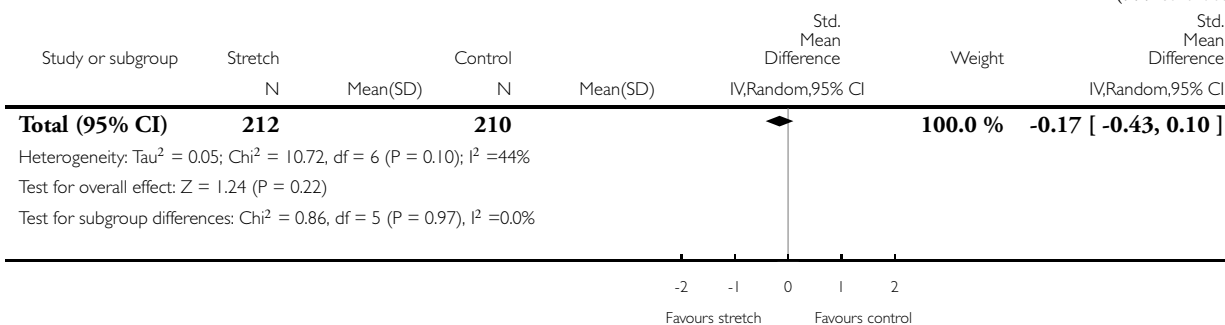 Study or subgroup Stretch Control Std. Mean Difference Weight Std. Mean Difference
N Mean(SD) N Mean(SD) IV,Random,95% CI IV,Random,95% CI
Total (95% CI) 212 210 100.0 % -0.17 [ -0.43, 0.10 ]
Heterogeneity: Tau² = 0.05; Chi² = 10.72, df = 6 (P = 0.10); I² =44%
Test for overall effect: Z = 1.24 (P = 0.22)
Test for subgroup differences: Chi² = 0.86, df = 5 (P = 0.97), I² =0.0%
-2 -1 0 1 2
Favours stretch Favours control